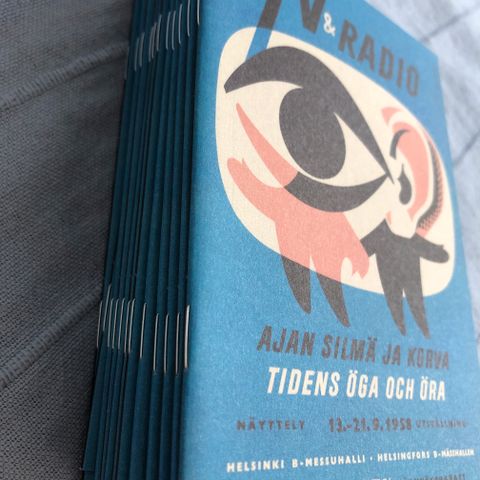 TV & RADIO
AJAN SILMÄ JA KORVA
TIDENS ÖGA OCH ÖRA
NÄYTTELY 13.-21.9.1958 UTSTÄLLNING
HELSINKI B-MESSUHALLI • HELSINGFORS B-MÄSSHALLEN